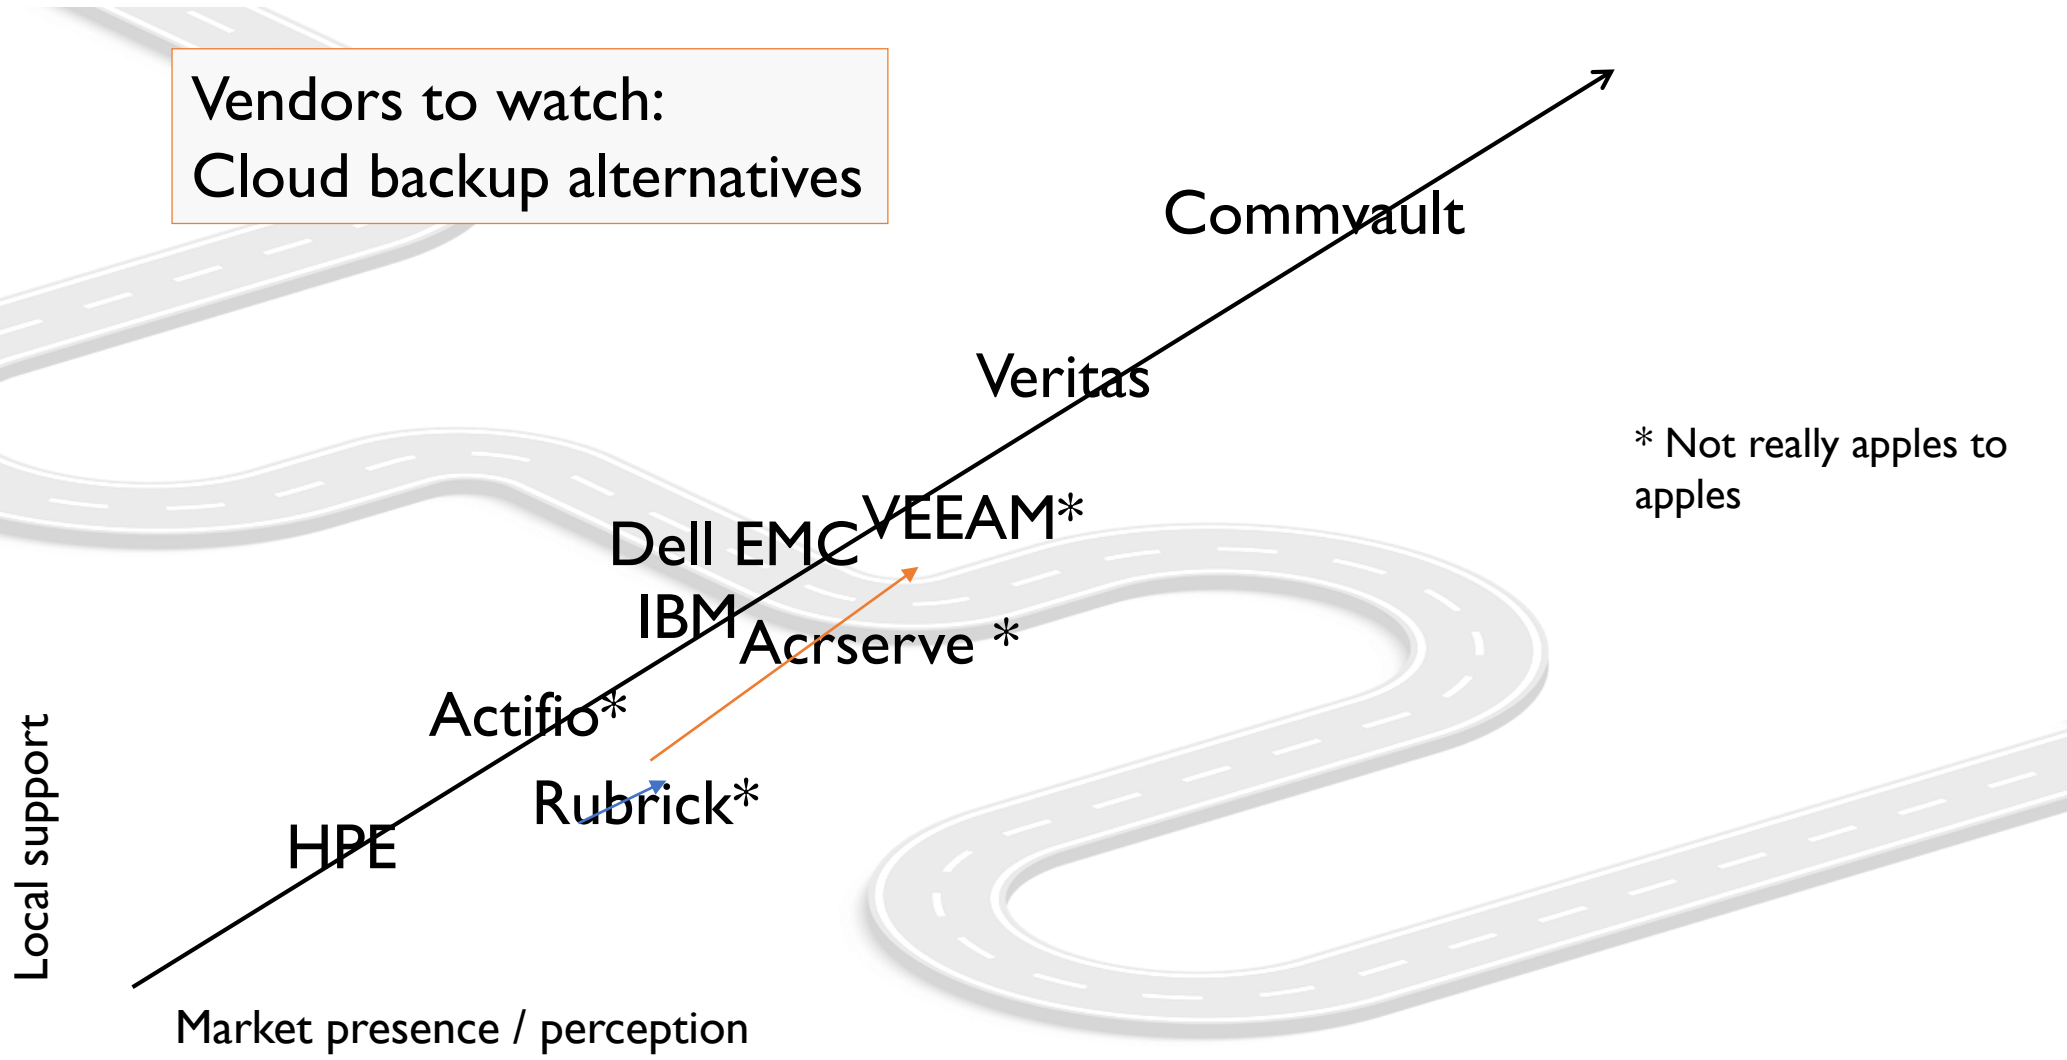 Vendors to watch:
Cloud backup alternatives
Commvault
Veritas
* Not really apples to
apples
VEEAM*
Dell EMC
IBM
Acrserve *
Actifio*
Rubrick*
HPE
Local support
Market presence / perception